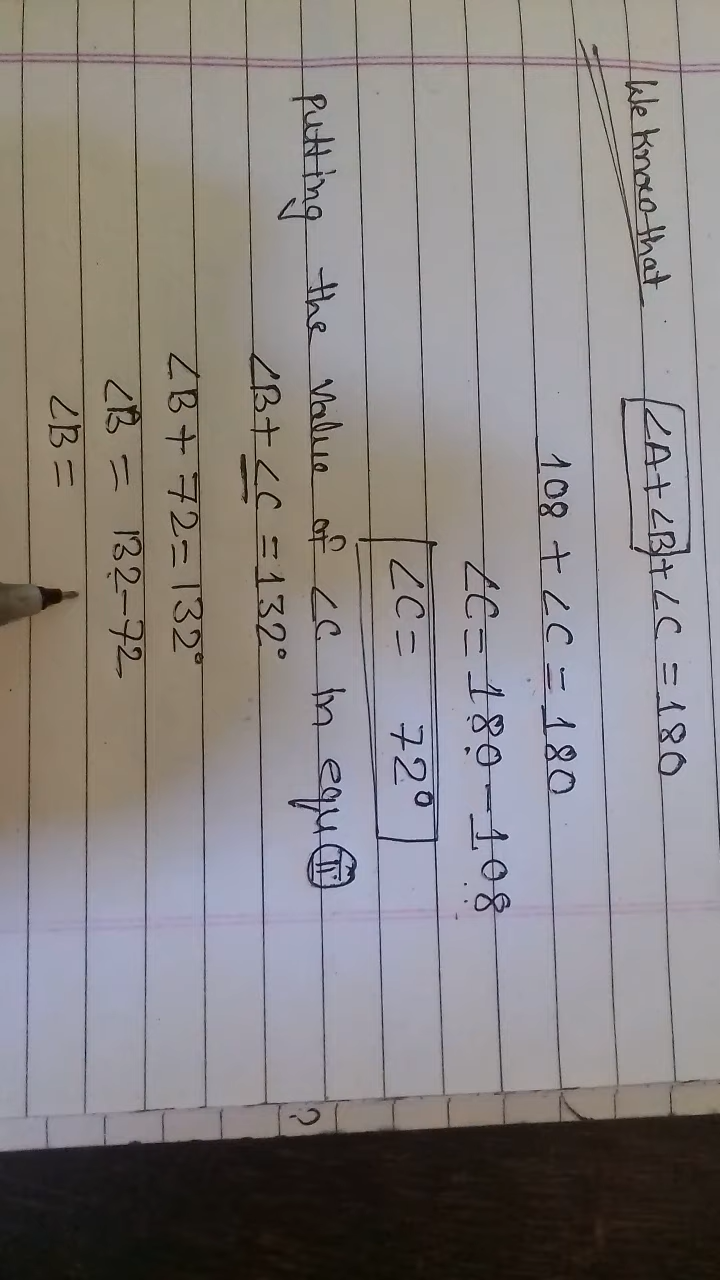 We know that ∠A+∠B+∠C=180
108+∠C=180
∠C=180-108
∠C= 72°
putting the value of ∠C in equ (ii)
∠B+∠C=132°
∠B+72=132°
∠B=132-72
∠B=